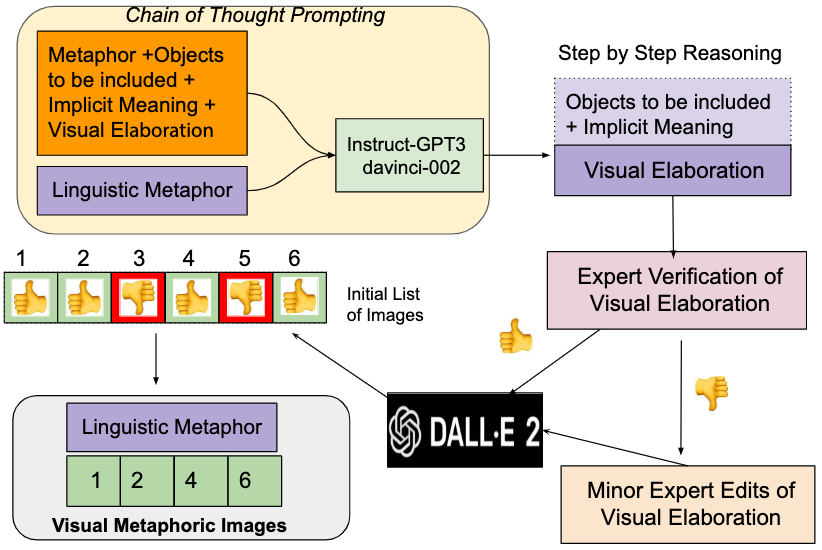 Chain of Thought Prompting
Metaphor +Objects
to be included +
Implicit Meaning +
Visual Elaboration
Linguistic Metaphor
Instruct-GPT3
davinci-002
Step by Step Reasoning
Objects to be included
+ Implicit Meaning
Visual Elaboration
1 2 3 4 5 6
Initial List
of Images
Expert Verification of
Visual Elaboration
DALL·E 2
Minor Expert Edits of
Visual Elaboration
Linguistic Metaphor
1 2 4 6
Visual Metaphoric Images